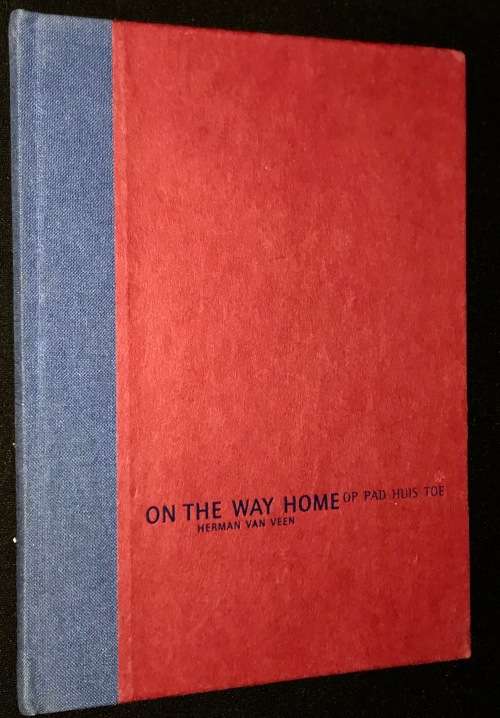 ON THE WAY HOME OP PAD HUIS TOE
HERMAN VAN VEEN